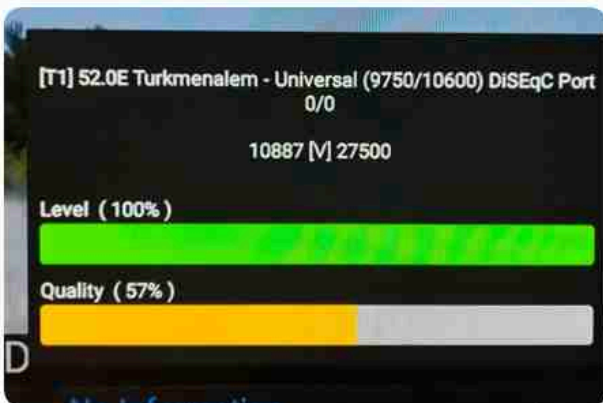 [T1] 52.0E Turkmenalem - Universal (9750/10600) DiSEqC Port
0/0
10887 [V] 27500
Level ( 100% )
Quality ( 57% )
D